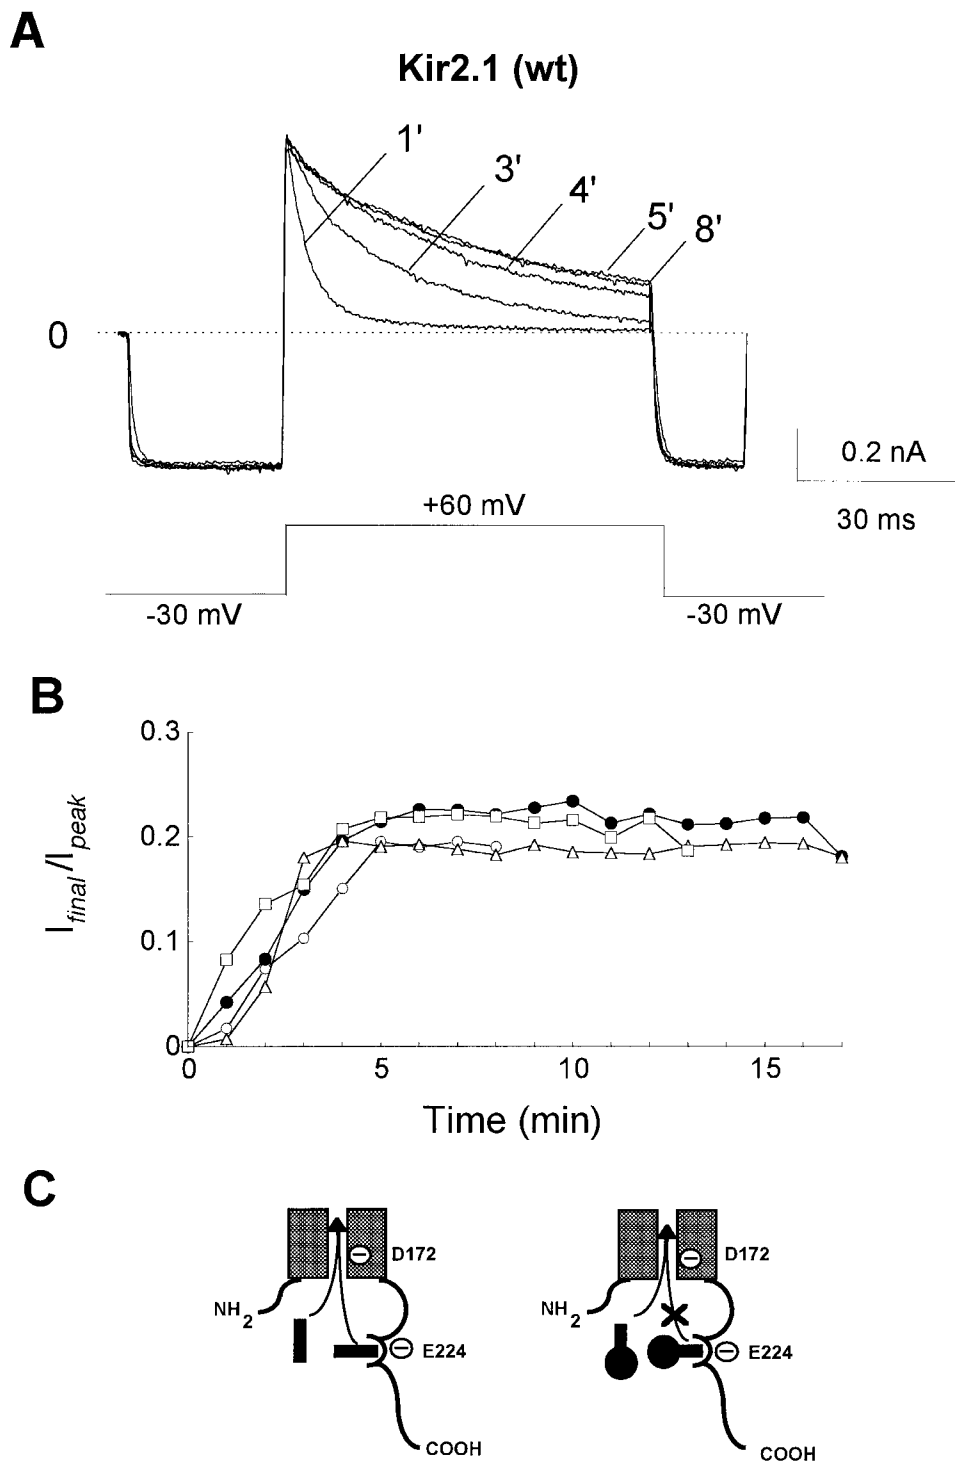 A
Kir2.1 (wt)
1'
3'
4'
5'
8'
0
0.2 nA
30 ms
+60 mV
-30 mV
-30 mV
B
0.3
0.2
0.1
0
I_final/I_peak
0
5
10
15
Time (min)
C
D172
NH2
E224
COOH
D172
NH2
E224
COOH